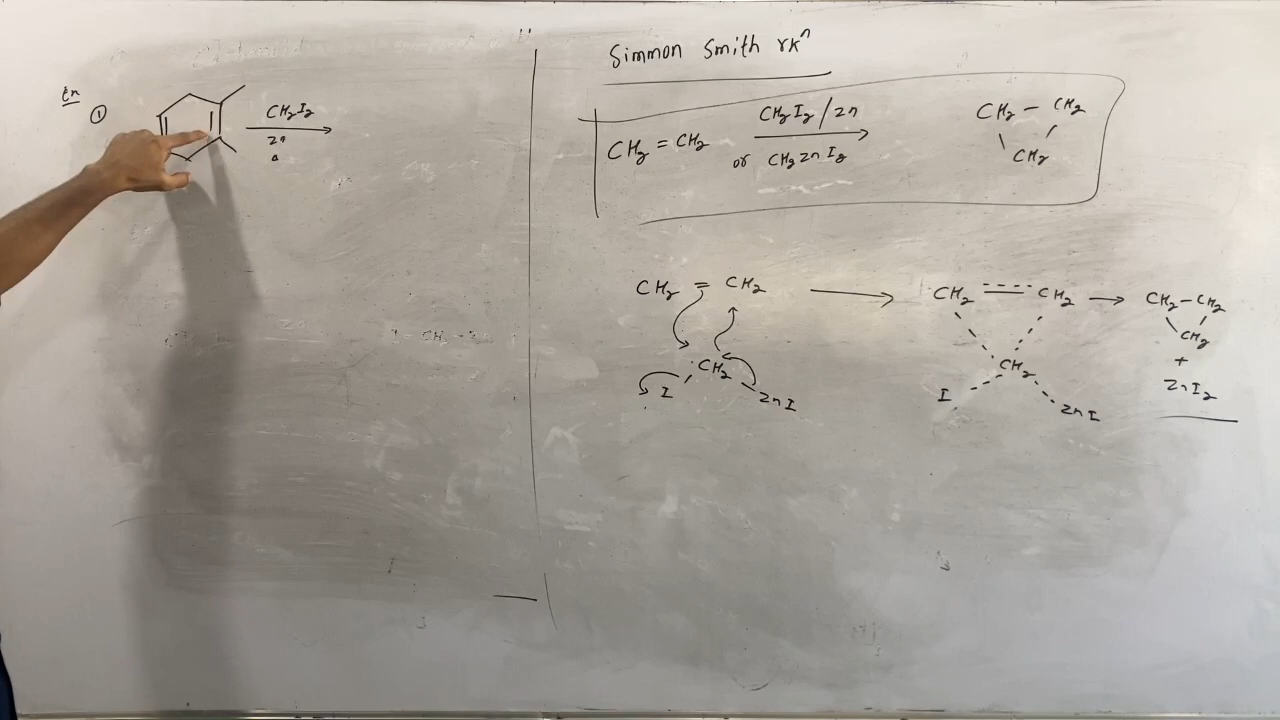 Ex
①
CH2I2
Zn
Δ
Simmon Smith rxn
CH2 = CH2
CH2I2 / Zn
or CH2ZnI2
CH2 - CH2
CH2
CH2 = CH2
CH2
I
ZnI
CH2 CH2
CH2
I
ZnI
CH2-CH2
CH2
+
ZnI2